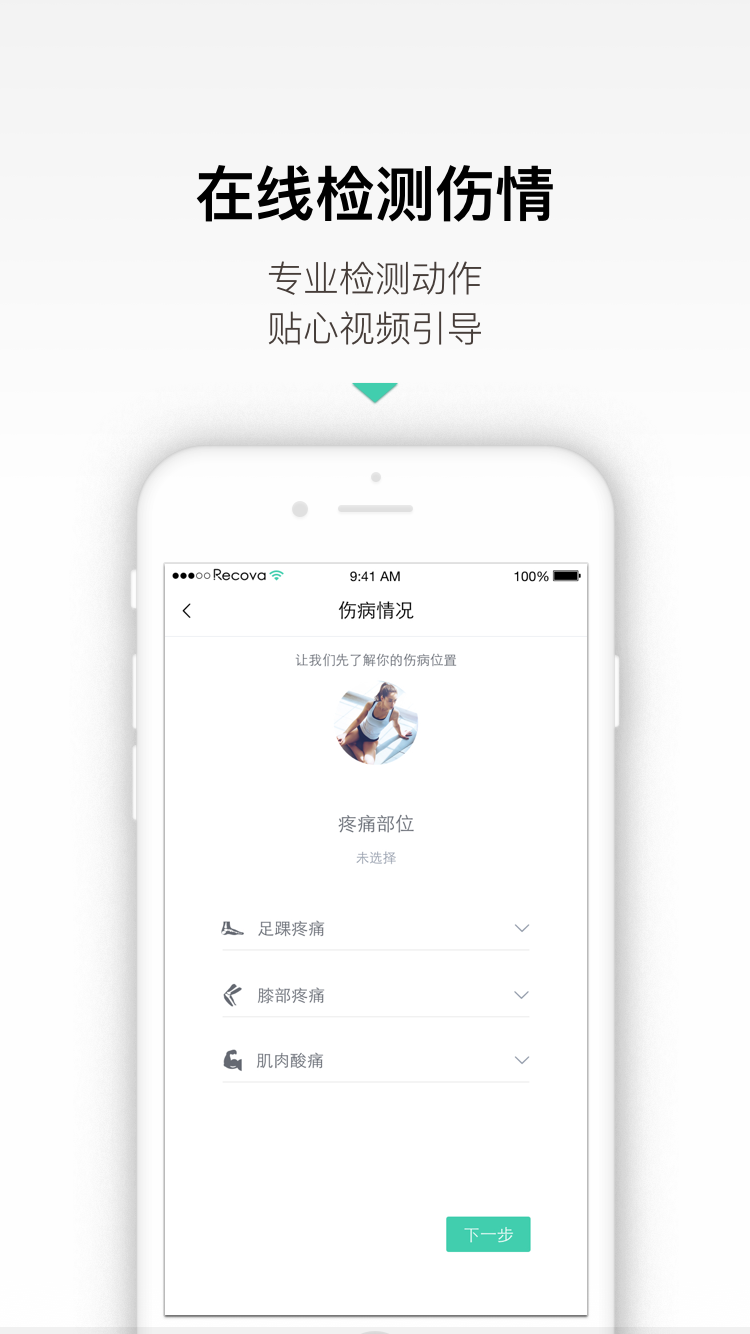 在线检测伤情
专业检测动作
贴心视频引导
Recova 9:41 AM 100%
伤病情况
让我们先了解你的伤病位置
疼痛部位
未选择
足踝疼痛
膝部疼痛
肌肉酸痛
下一步